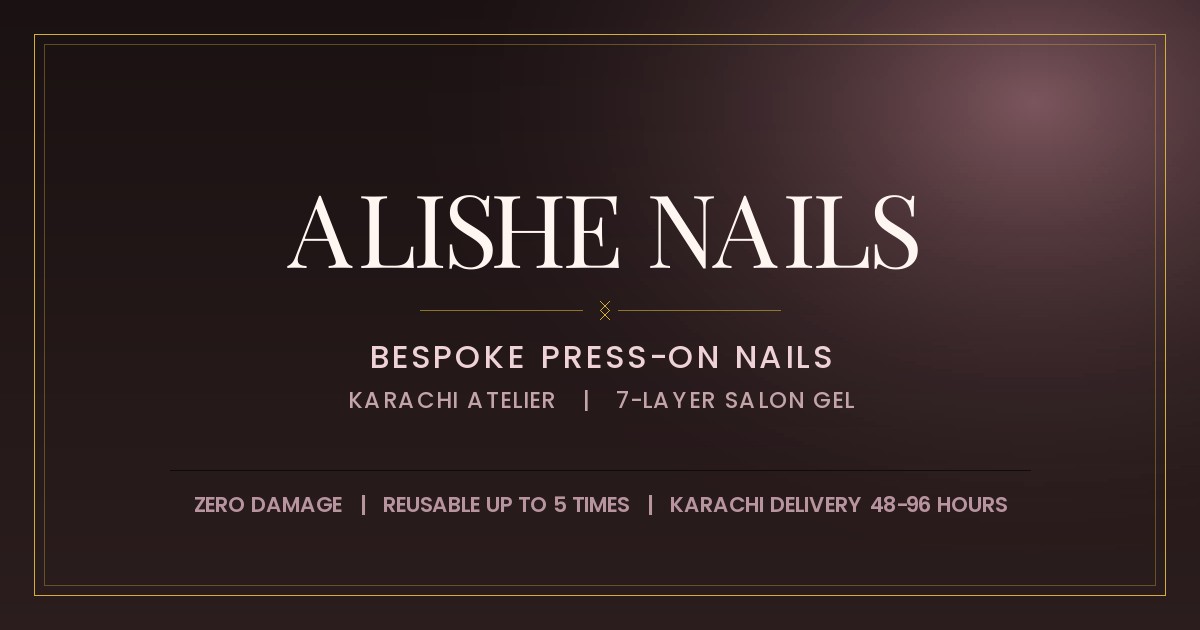 ALISHE NAILS
BESPOKE PRESS-ON NAILS
KARACHI ATELIER | 7-LAYER SALON GEL
ZERO DAMAGE | REUSABLE UP TO 5 TIMES | KARACHI DELIVERY 48–96 HOURS